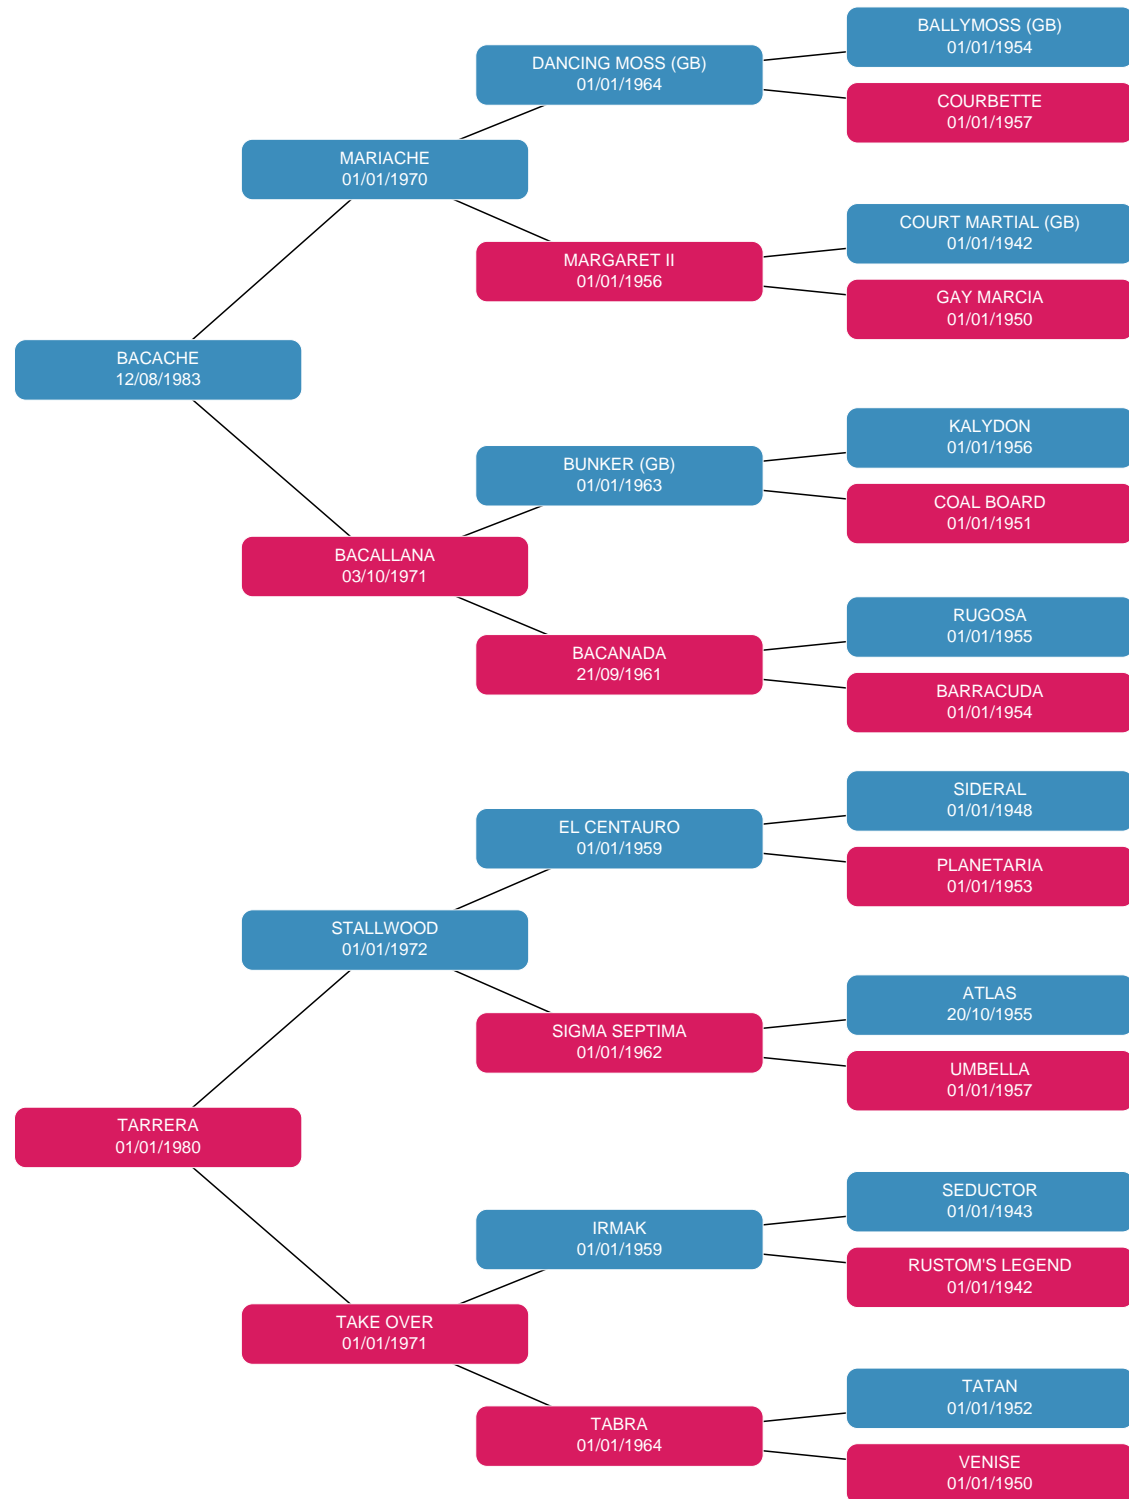 BALLYMOSS (GB)
01/01/1954
DANCING MOSS (GB)
01/01/1964
COURBETTE
01/01/1957
MARIACHE
01/01/1970
COURT MARTIAL (GB)
01/01/1942
MARGARET II
01/01/1956
GAY MARCIA
01/01/1950
BACACHE
12/08/1983
KALYDON
01/01/1956
BUNKER (GB)
01/01/1963
COAL BOARD
01/01/1951
BACALLANA
03/10/1971
RUGOSA
01/01/1955
BACANADA
21/09/1961
BARRACUDA
01/01/1954
SIDERAL
01/01/1948
EL CENTAURO
01/01/1959
PLANETARIA
01/01/1953
STALLWOOD
01/01/1972
ATLAS
20/10/1955
SIGMA SEPTIMA
01/01/1962
UMBELLA
01/01/1957
TARRERA
01/01/1980
SEDUCTOR
01/01/1943
IRMAK
01/01/1959
RUSTOM'S LEGEND
01/01/1942
TAKE OVER
01/01/1971
TATAN
01/01/1952
TABRA
01/01/1964
VENISE
01/01/1950